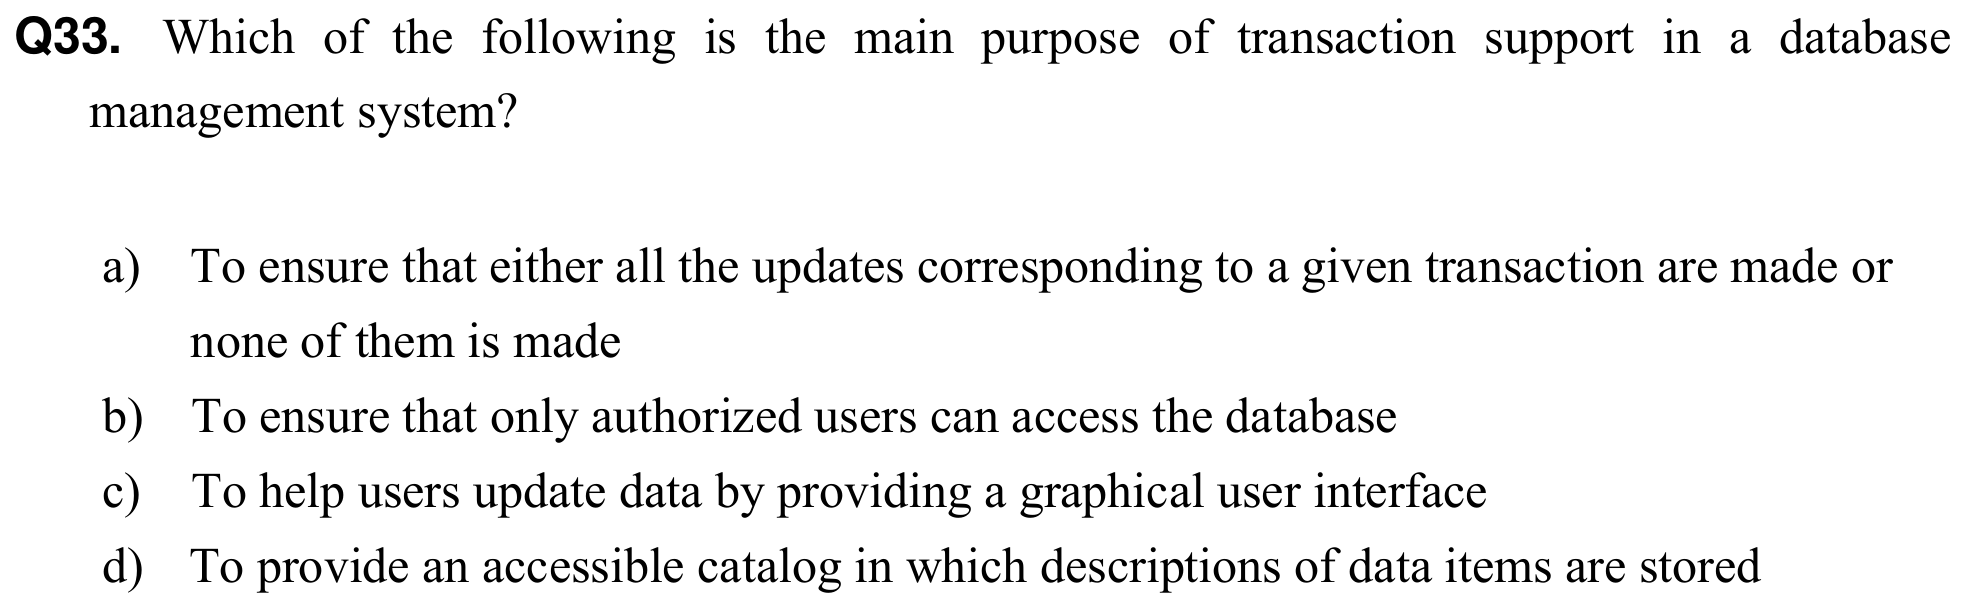 Q33. Which of the following is the main purpose of transaction support in a database
management system?
a) To ensure that either all the updates corresponding to a given transaction are made or
none of them is made
b) To ensure that only authorized users can access the database
c) To help users update data by providing a graphical user interface
d) To provide an accessible catalog in which descriptions of data items are stored